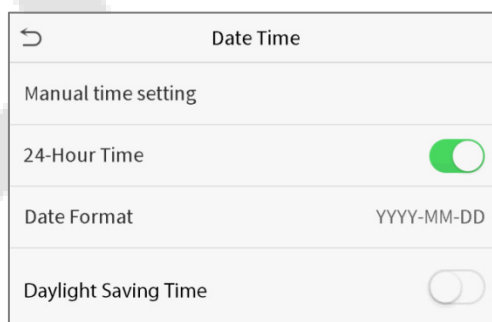 Date Time
Manual time setting
24-Hour Time
Date Format YYYY-MM-DD
Daylight Saving Time